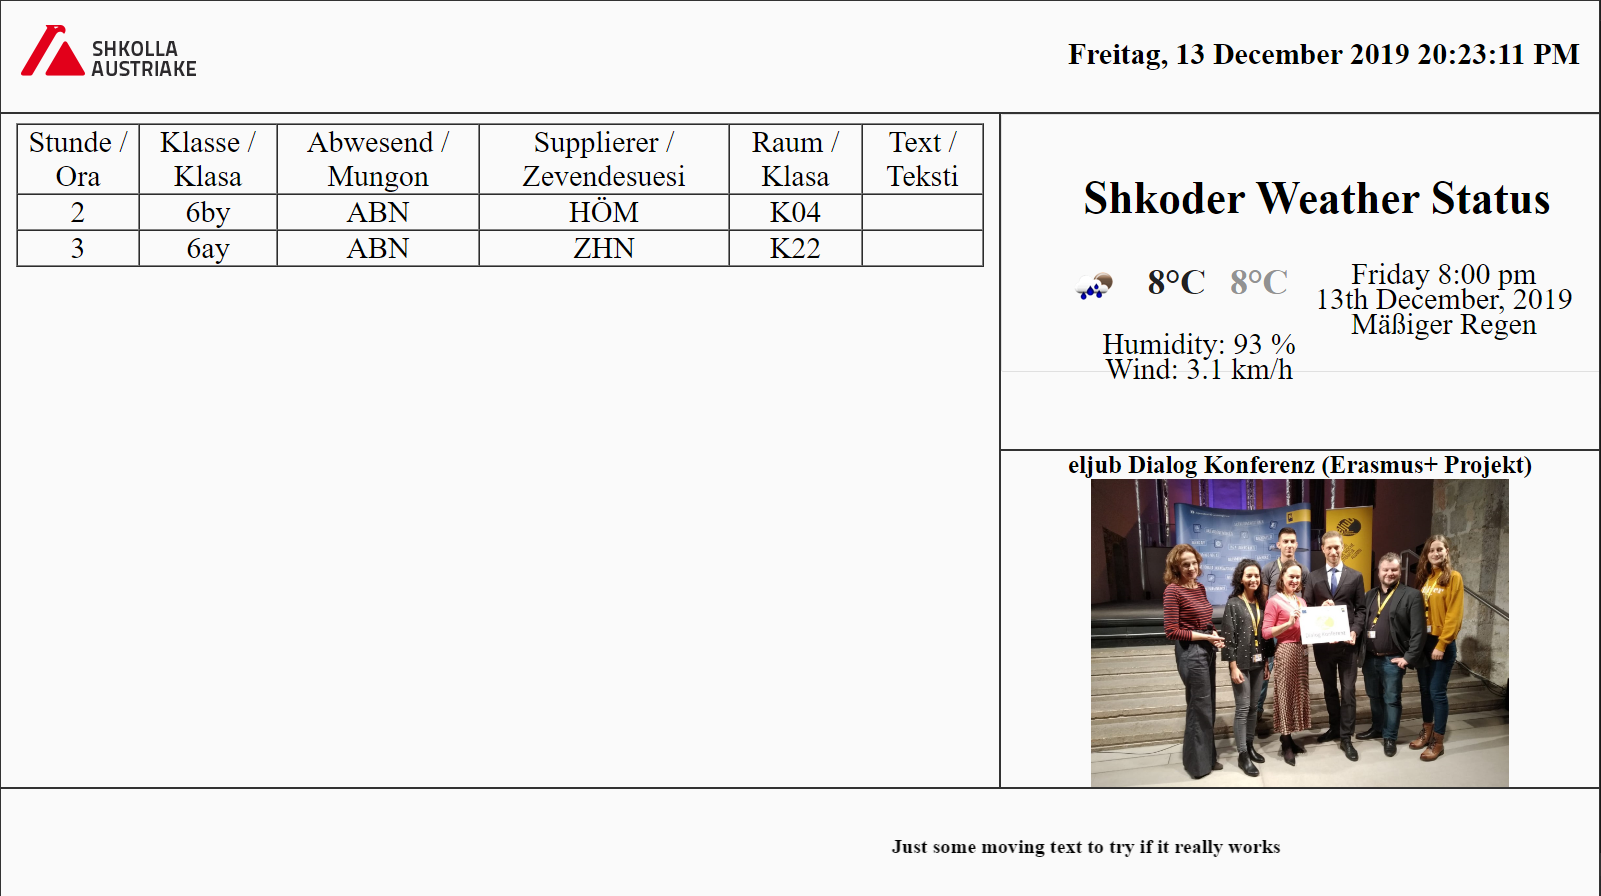 SHKOLLA
AUSTRIAKE
Freitag, 13 December 2019 20:23:11 PM
Stunde / Ora
Klasse / Klasa
Abwesend / Mungon
Supplierer / Zevendesuesi
Raum / Klasa
Text / Teksti
2 6by ABN HÖM K04
3 6ay ABN ZHN K22
Shkoder Weather Status
8°C 8°C
Friday 8:00 pm
13th December, 2019
Mäßiger Regen
Humidity: 93 %
Wind: 3.1 km/h
eljub Dialog Konferenz (Erasmus+ Projekt)
Just some moving text to try if it really works